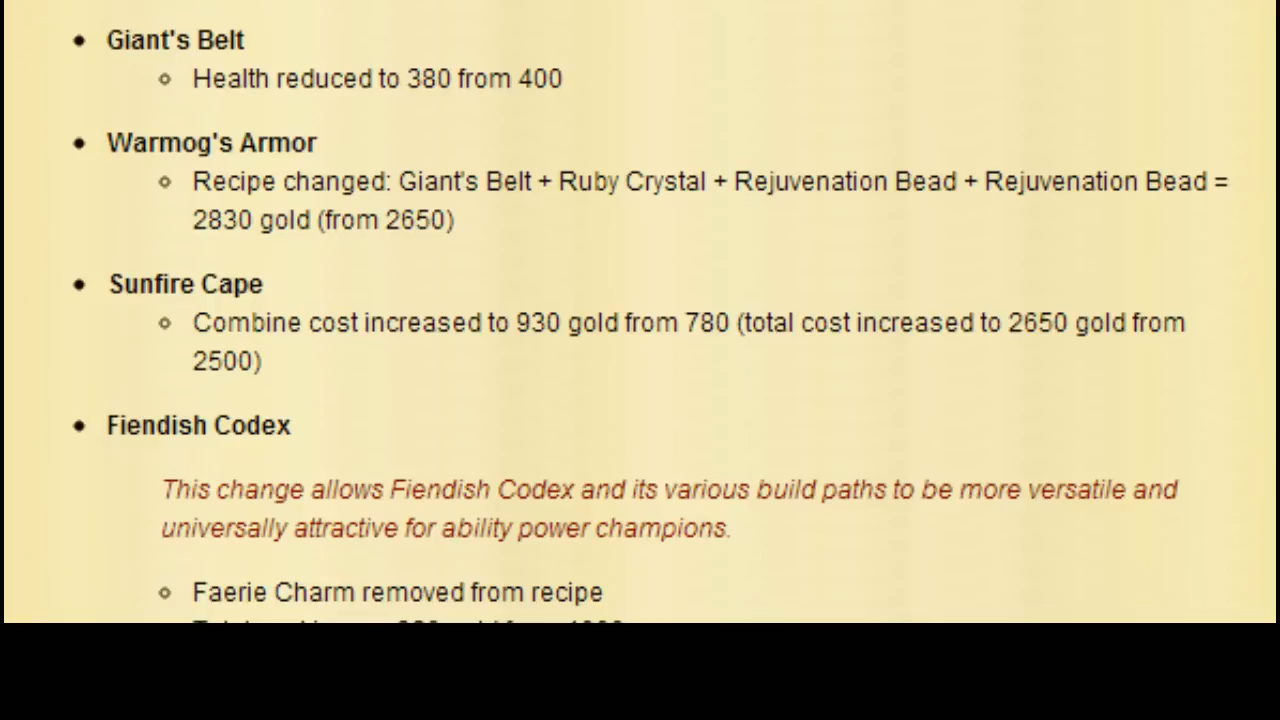 Giant's Belt
Health reduced to 380 from 400
Warmog's Armor
Recipe changed: Giant's Belt + Ruby Crystal + Rejuvenation Bead + Rejuvenation Bead =
2830 gold (from 2650)
Sunfire Cape
Combine cost increased to 930 gold from 780 (total cost increased to 2650 gold from
2500)
Fiendish Codex
This change allows Fiendish Codex and its various build paths to be more versatile and
universally attractive for ability power champions.
Faerie Charm removed from recipe